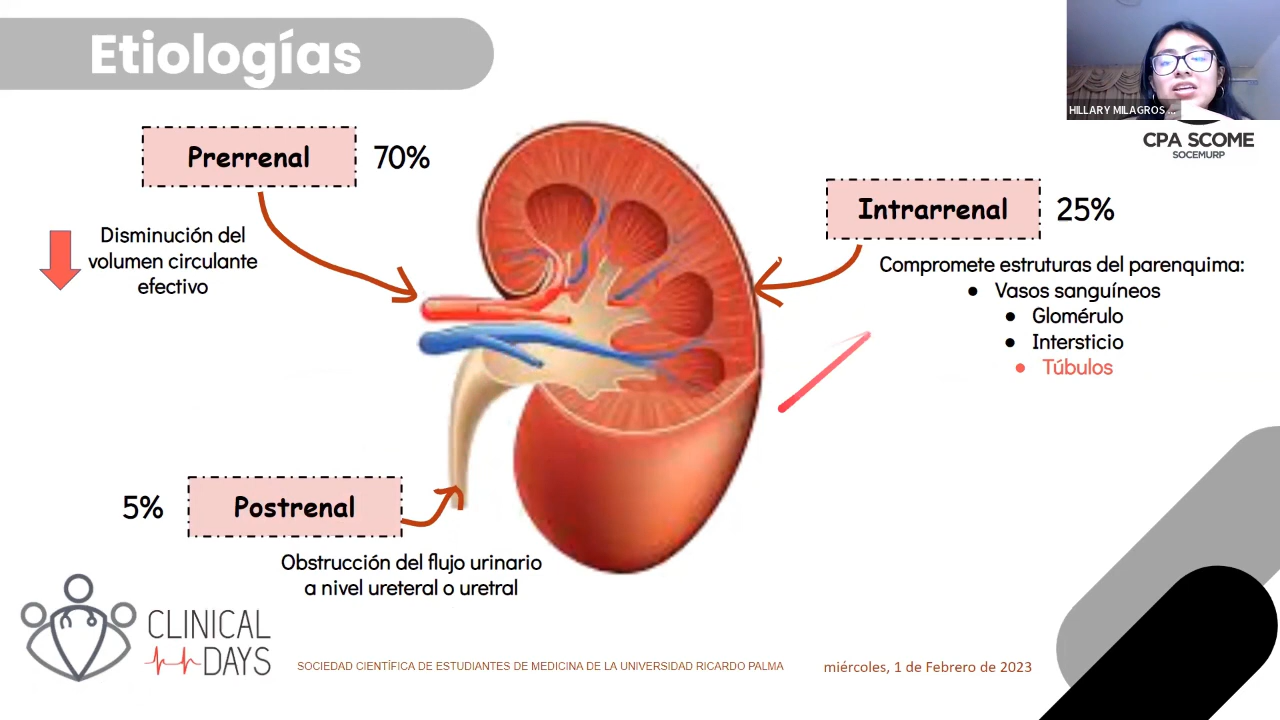 Etiologías
HILLARY MILAGROS ...
CPA SCOME
SOCEMURP
Prerrenal 70%
Disminución del
volumen circulante
efectivo
Intrarrenal 25%
Compromete estruturas del parenquima:
● Vasos sanguíneos
● Glomérulo
● Intersticio
● Túbulos
5% Postrenal
Obstrucción del flujo urinario
a nivel ureteral o uretral
CLINICAL
DAYS
SOCIEDAD CIENTÍFICA DE ESTUDIANTES DE MEDICINA DE LA UNIVERSIDAD RICARDO PALMA
miércoles, 1 de Febrero de 2023